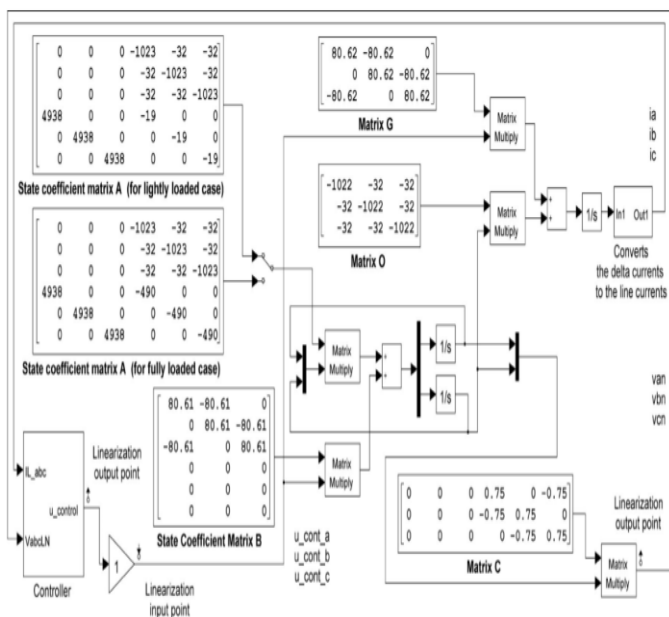 0 0 0 -1023 -32 -32
0 0 0 -32 -1023 -32
0 0 0 -32 -32 -1023
4938 0 0 -19 0 0
0 4938 0 0 -19 0
0 0 4938 0 0 -19
State coefficient matrix A (for lightly loaded case)
0 0 0 -1023 -32 -32
0 0 0 -32 -1023 -32
0 0 0 -32 -32 -1023
4938 0 0 -490 0 0
0 4938 0 0 -490 0
0 0 4938 0 0 -490
State coefficient matrix A (for fully loaded case)
80.62 -80.62 0
0 80.62 -80.62
-80.62 0 80.62
Matrix G
Matrix
Multiply
-1022 -32 -32
-32 -1022 -32
-32 -32 -1022
Matrix O
Matrix
Multiply
+
+
1/s
In1 Out1
Converts
the delta currents
to the line currents
ia
ib
ic
Matrix
Multiply
+
+
1/s
1/s
80.61 -80.61 0
0 80.61 -80.61
-80.61 0 80.61
0 0 0
0 0 0
0 0 0
State Coefficient Matrix B
Matrix
Multiply
van
vbn
vcn
IL_abc
u_control
VabcLN
Controller
Linearization
output point
1
Linearization
input point
u_cont_a
u_cont_b
u_cont_c
0 0 0 0.75 0 -0.75
0 0 0 -0.75 0.75 0
0 0 0 0 -0.75 0.75
Matrix C
Linearization
output point
Matrix
Multiply